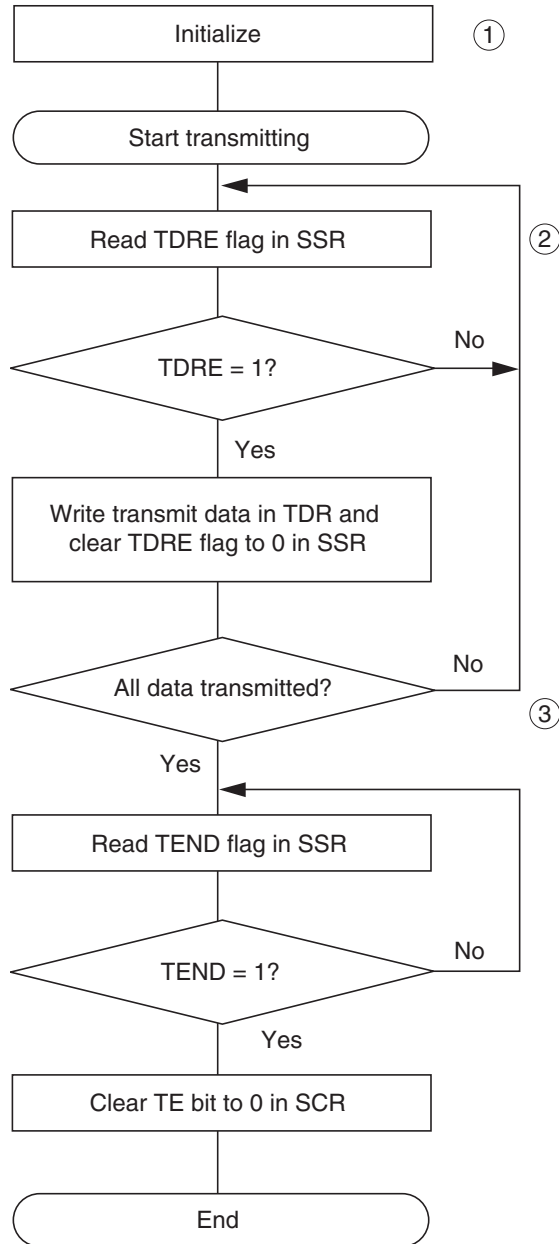 Initialize
①
Start transmitting
Read TDRE flag in SSR
②
TDRE = 1?
No
Yes
Write transmit data in TDR and
clear TDRE flag to 0 in SSR
All data transmitted?
No
③
Yes
Read TEND flag in SSR
TEND = 1?
No
Yes
Clear TE bit to 0 in SCR
End